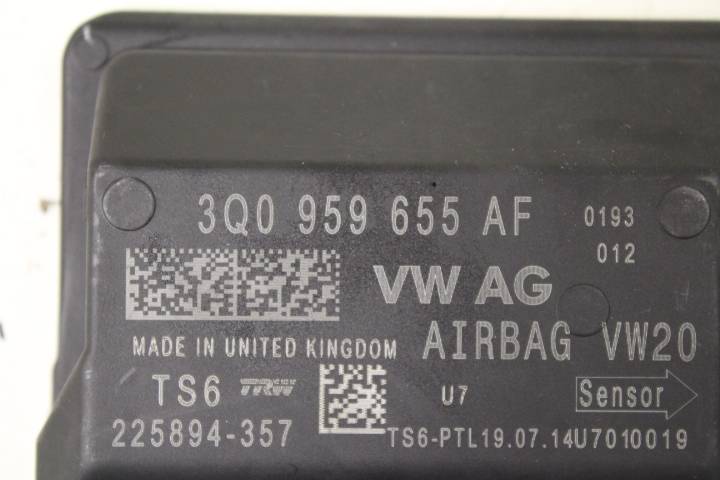 3Q0 959 655 AF 0193
012
VW AG
AIRBAG VW20
MADE IN UNITED KINGDOM
TS6 TRW U7 Sensor
225894-357 TS6-PTL19.07.14U7010019